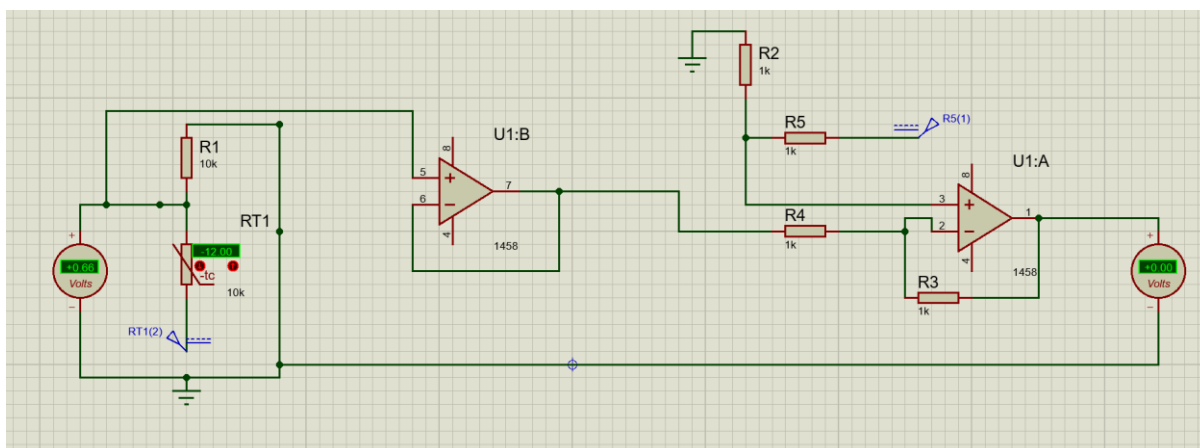 R2
1k
R5
1k
R5(1)
U1:B
8
5
6
7
4
1458
R1
10k
RT1
-12.00
-tc
10k
RT1(2)
+
+0.66
Volts
−
R4
1k
U1:A
8
3
2
1
4
1458
R3
1k
+
+0.00
Volts
−